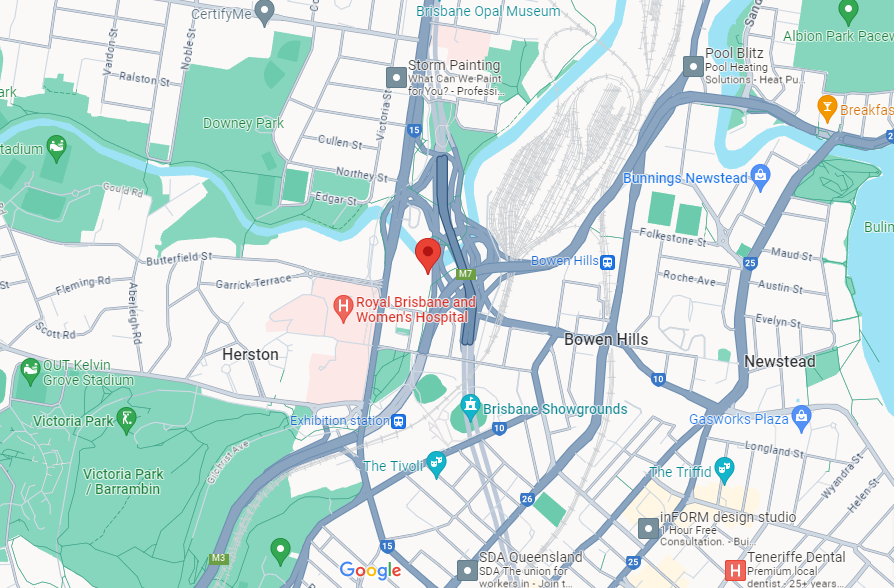 Brisbane Opal Museum
CertifyMe
Noble St
Vardon St
Ralston St
Storm Painting
What Can We Paint
for You? - Professi...
Victoria St
Pool Blitz
Pool Heating
Solutions - Heat Pu...
Albion Park Pacew
Breakfas
ark
Downey Park
15
Cullen St
tadium
Northey St
Gould Rd
Edgar St
Bunnings Newstead
Bulim
Folkestone St
Maud St
Butterfield St
Bowen Hills
25
M7
Roche Ave
Austin St
Fleming Rd
Garrick Terrace
St
Aberleigh Rd
Royal Brisbane and
Women's Hospital
Evelyn St
Scott Rd
Bowen Hills
Herston
Newstead
QUT Kelvin
Grove Stadium
10
Victoria Park
Exhibition station
Brisbane Showgrounds
Gasworks Plaza
10
Gilchrist Ave
Longland St
The Tivoli
The Triffid
Wyandra St
Victoria Park
/ Barrambin
Helen St
26
inFORM design studio
1 Hour Free
Consultation. - Bui...
M3
15
25
Google
SDA Queensland
SDA The union for
workers in - Join t...
Teneriffe Dental
Premium local
dentist - 25+ years...